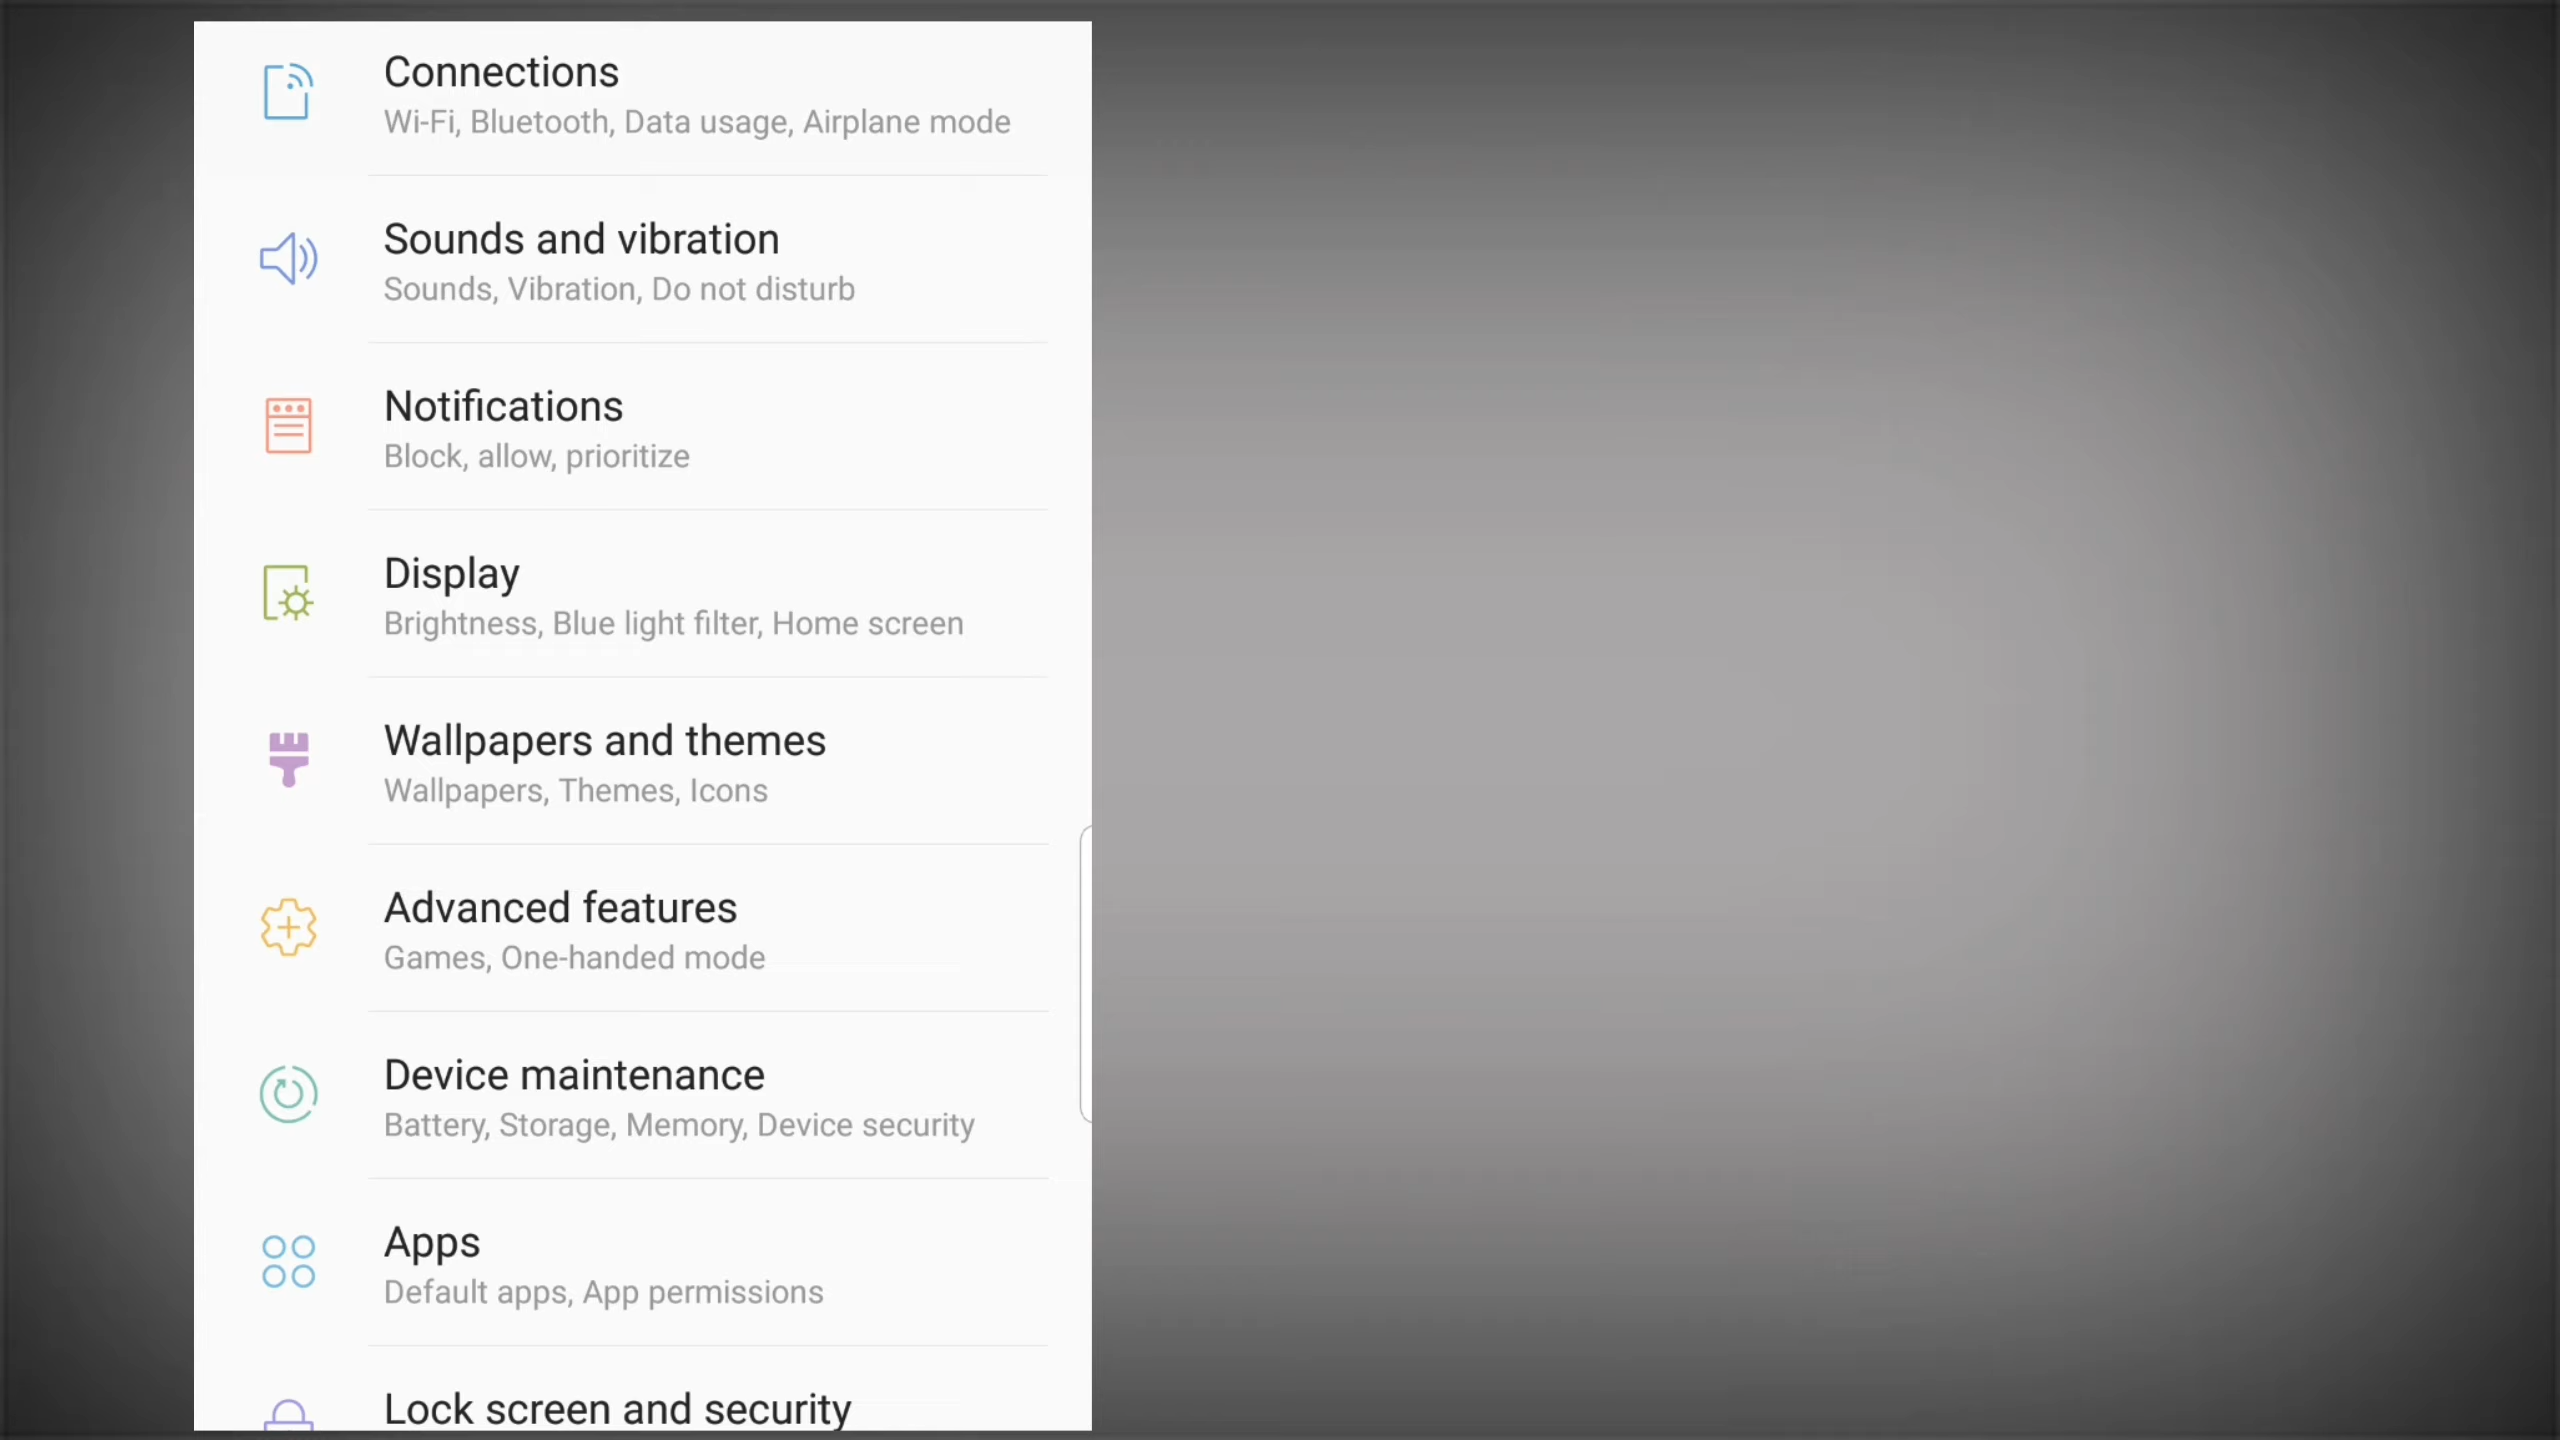 Connections
Wi-Fi, Bluetooth, Data usage, Airplane mode
Sounds and vibration
Sounds, Vibration, Do not disturb
Notifications
Block, allow, prioritize
Display
Brightness, Blue light filter, Home screen
Wallpapers and themes
Wallpapers, Themes, Icons
Advanced features
Games, One-handed mode
Device maintenance
Battery, Storage, Memory, Device security
Apps
Default apps, App permissions
Lock screen and security